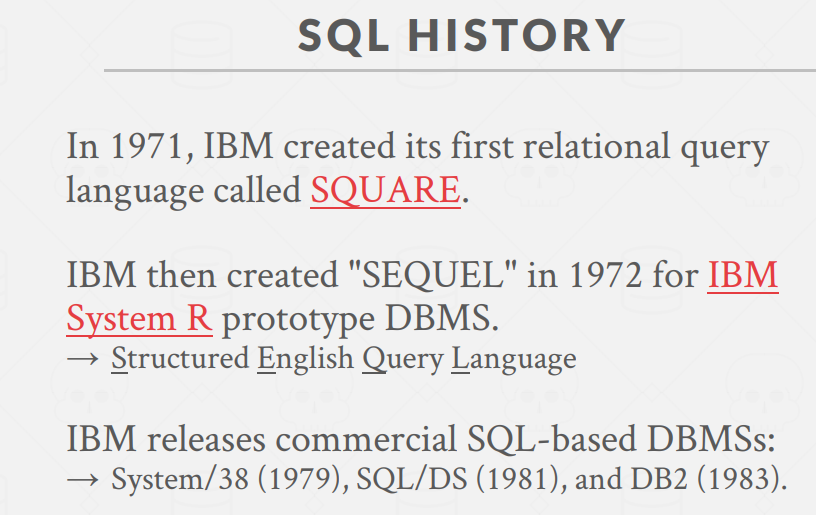 SQL HISTORY
In 1971, IBM created its first relational query
language called SQUARE.
IBM then created "SEQUEL" in 1972 for IBM
System R prototype DBMS.
→ Structured English Query Language
IBM releases commercial SQL-based DBMSs:
→ System/38 (1979), SQL/DS (1981), and DB2 (1983).